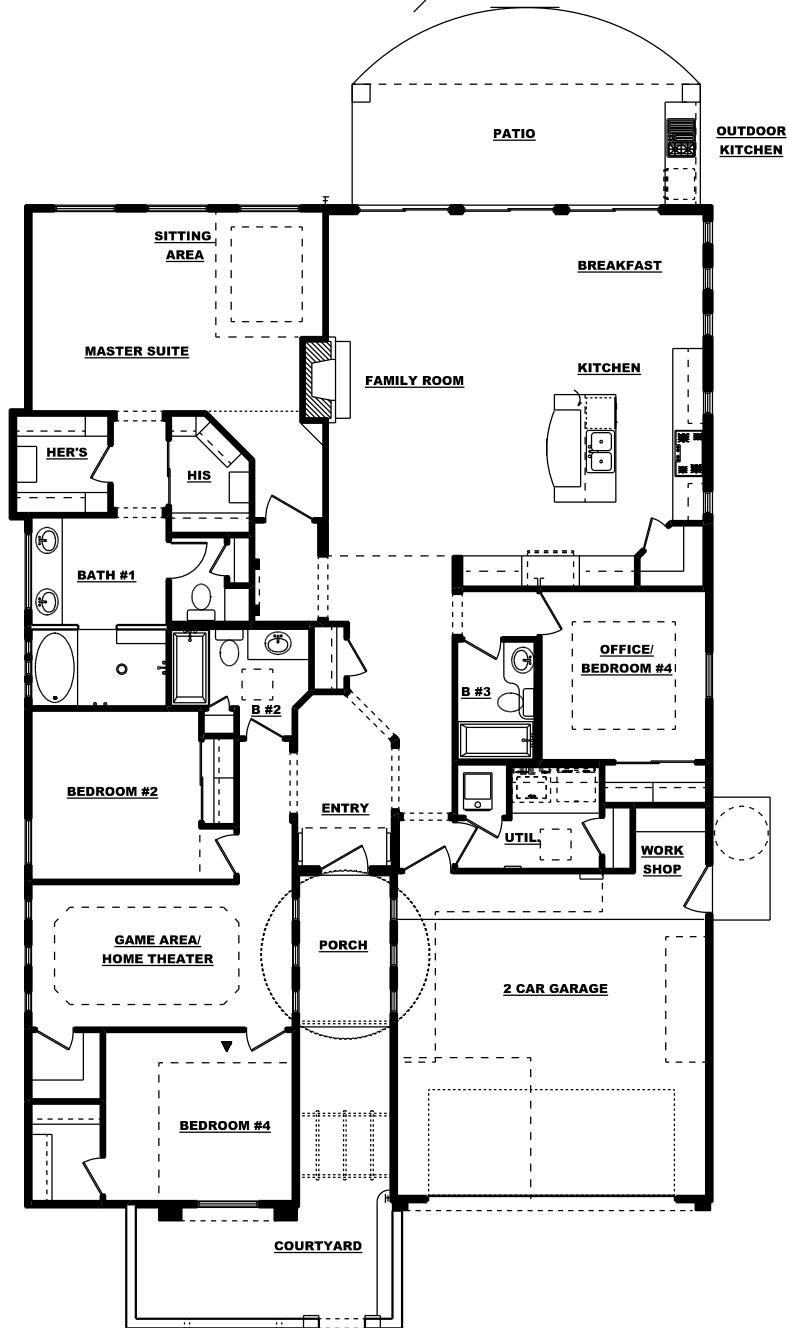 PATIO
OUTDOOR
KITCHEN
SITTING
AREA
BREAKFAST
MASTER SUITE
KITCHEN
FAMILY ROOM
HER'S
HIS
BATH #1
OFFICE/
BEDROOM #4
B #3
B #2
BEDROOM #2
ENTRY
UTIL.
WORK
SHOP
GAME AREA/
HOME THEATER
PORCH
2 CAR GARAGE
BEDROOM #4
COURTYARD